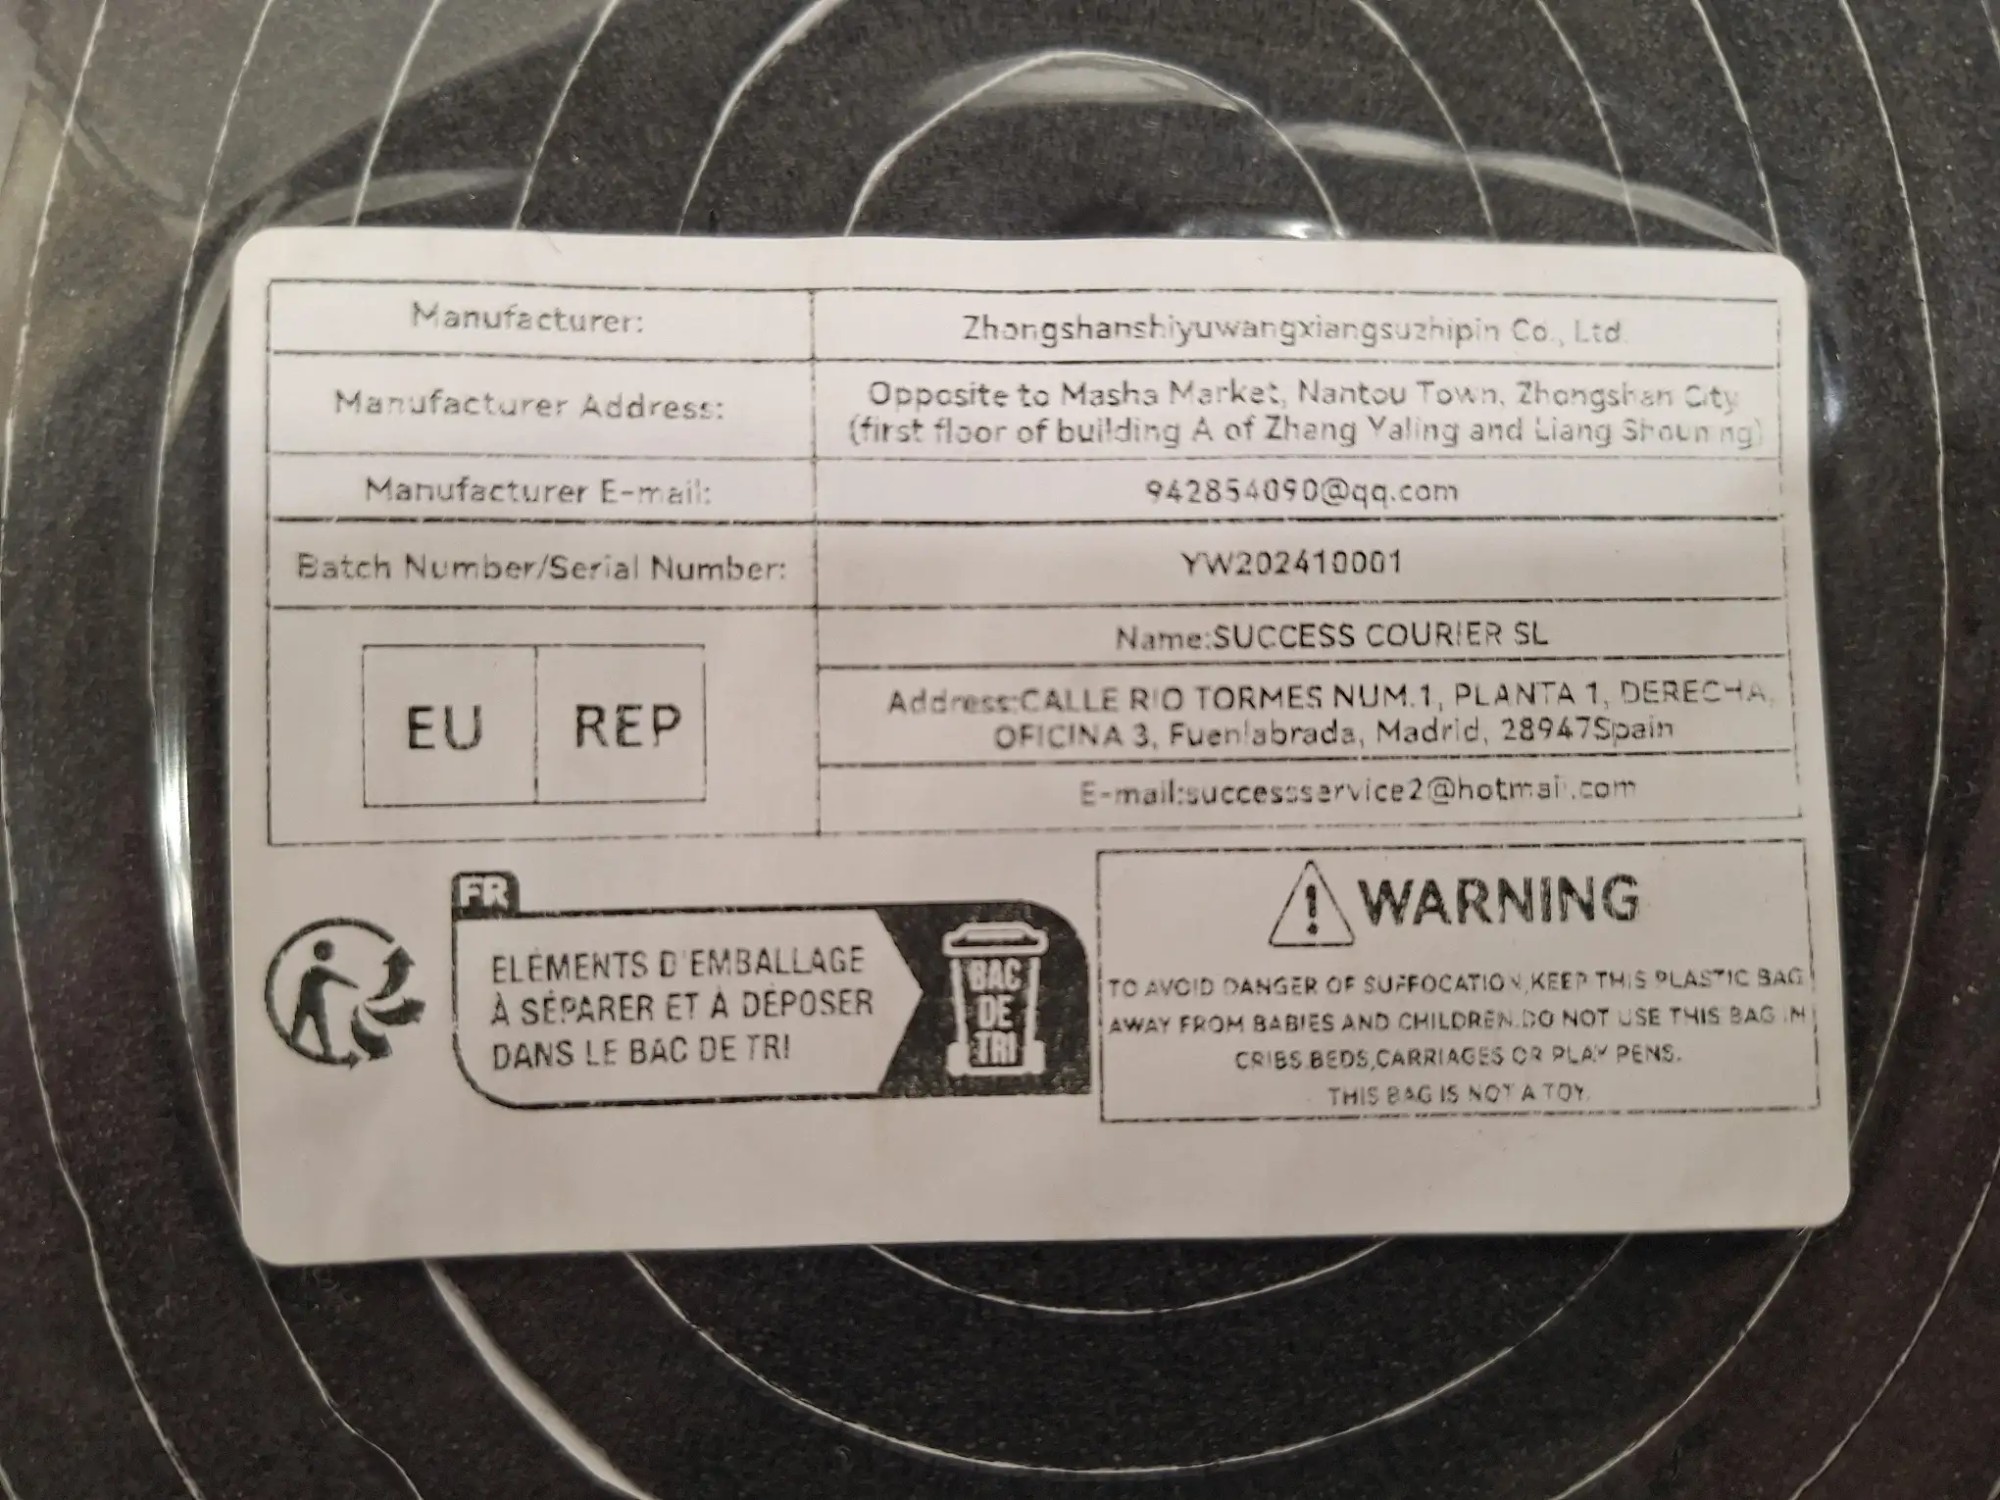 Manufacturer:
Zhongshanshiyuwangxiangsuzhipin Co., Ltd.
Manufacturer Address:
Opposite to Masha Market, Nantou Town, Zhongshan City
(first floor of building A of Zhang Yaling and Liang Shouning)
Manufacturer E-mail:
942854090@qq.com
Batch Number/Serial Number:
YW202410001
EU REP
Name:SUCCESS COURIER SL
Address:CALLE RIO TORMES NUM.1, PLANTA 1, DERECHA,
OFICINA 3, Fuenlabrada, Madrid, 28947Spain
E-mail:successservice2@hotmail.com
FR
ELÉMENTS D'EMBALLAGE
À SÉPARER ET À DÉPOSER
DANS LE BAC DE TRI
BAC
DE
TRI
WARNING
TO AVOID DANGER OF SUFFOCATION,KEEP THIS PLASTIC BAG
AWAY FROM BABIES AND CHILDREN.DO NOT USE THIS BAG IN
CRIBS.BEDS,CARRIAGES OR PLAY PENS.
THIS BAG IS NOT A TOY.